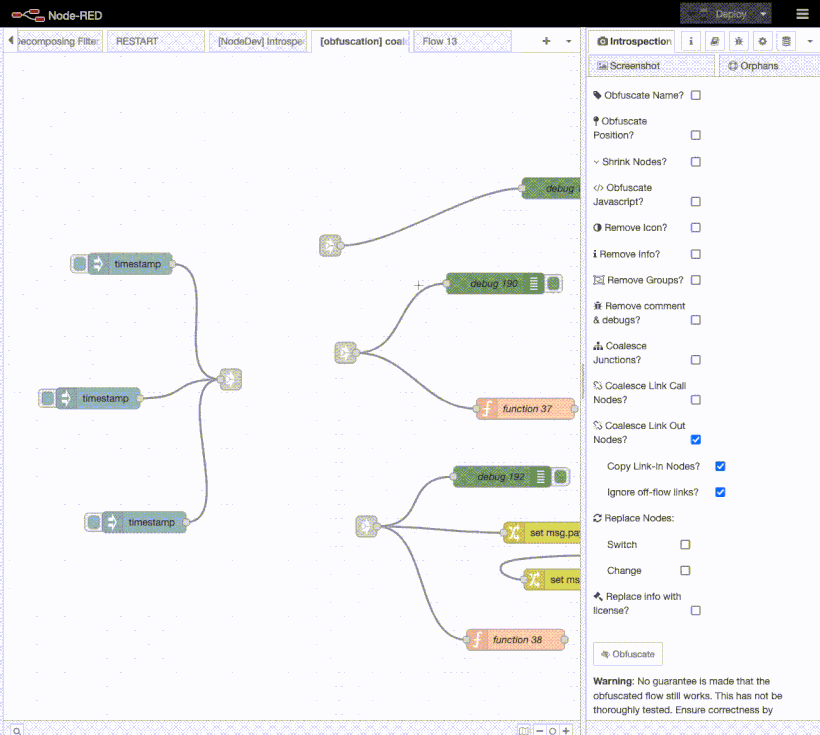 Node-RED
Deploy
Decomposing Filter
RESTART
[NodeDev] Introspe
[obfuscation] coal
Flow 13
Introspection
Screenshot
Orphans
Obfuscate Name?
Obfuscate
Position?
Shrink Nodes?
Obfuscate
Javascript?
Remove Icon?
Remove Info?
Remove Groups?
Remove comment
& debugs?
Coalesce
Junctions?
Coalesce Link Call
Nodes?
Coalesce Link Out
Nodes?
Copy Link-In Nodes?
Ignore off-flow links?
Replace Nodes:
Switch
Change
Replace info with
license?
Obfuscate
Warning: No guarantee is made that the
obfuscated flow still works. This has not be
thoroughly tested. Ensure correctness by
debug 1
timestamp
debug 190
timestamp
function 37
debug 192
timestamp
set msg.pay
set ms
function 38